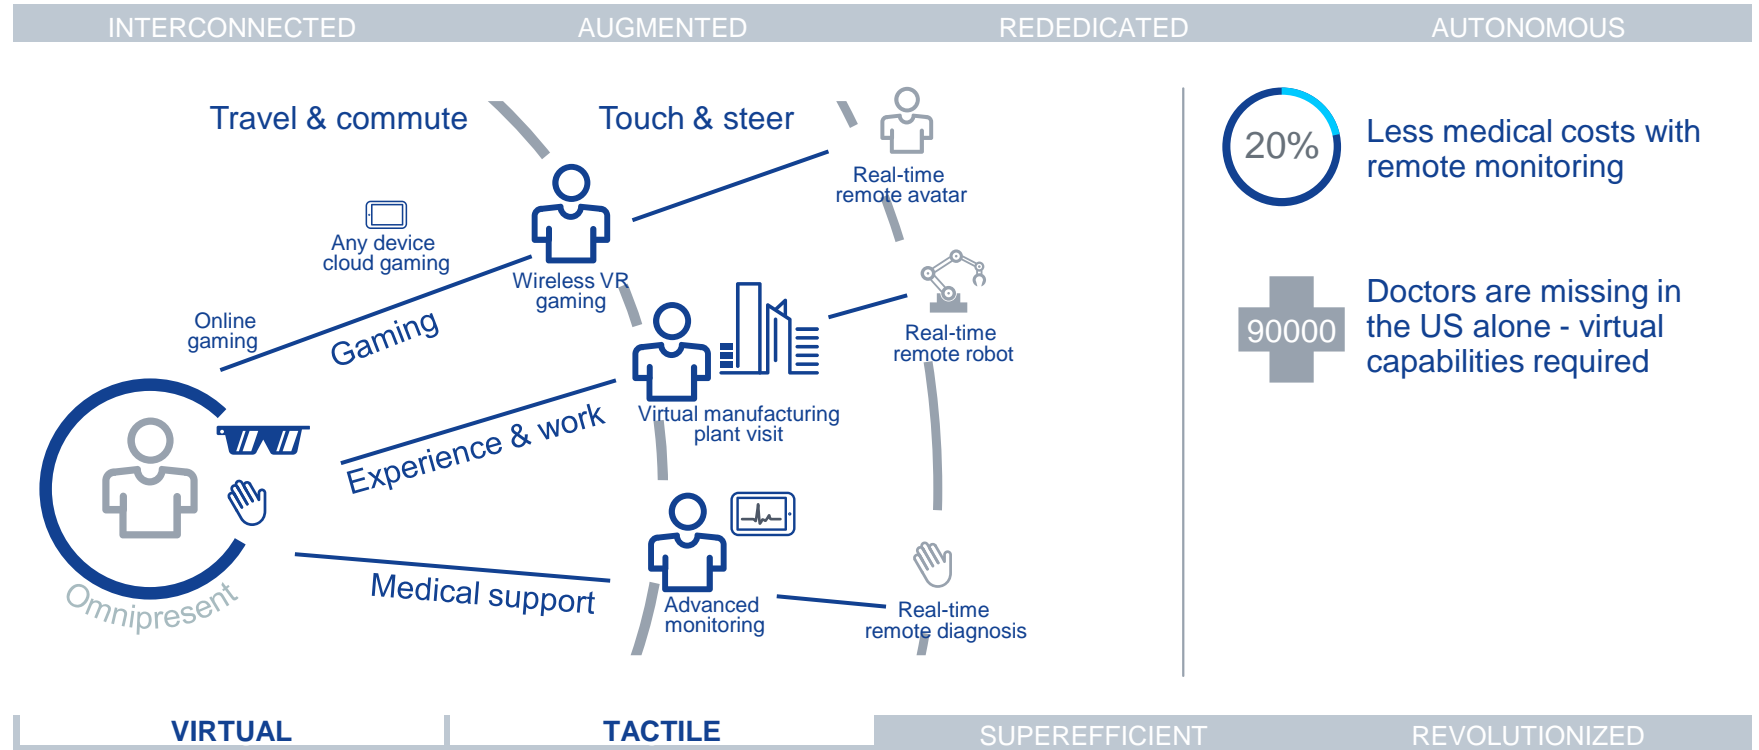 INTERCONNECTED
AUGMENTED
REDEDICATED
AUTONOMOUS
Travel & commute
Touch & steer
Real-time
remote avatar
Any device
cloud gaming
Wireless VR
gaming
Online
gaming
Gaming
Real-time
remote robot
Experience & work
Virtual manufacturing
plant visit
Omnipresent
Medical support
Advanced
monitoring
Real-time
remote diagnosis
20%
Less medical costs with
remote monitoring
90000
Doctors are missing in
the US alone - virtual
capabilities required
VIRTUAL
TACTILE
SUPEREFFICIENT
REVOLUTIONIZED